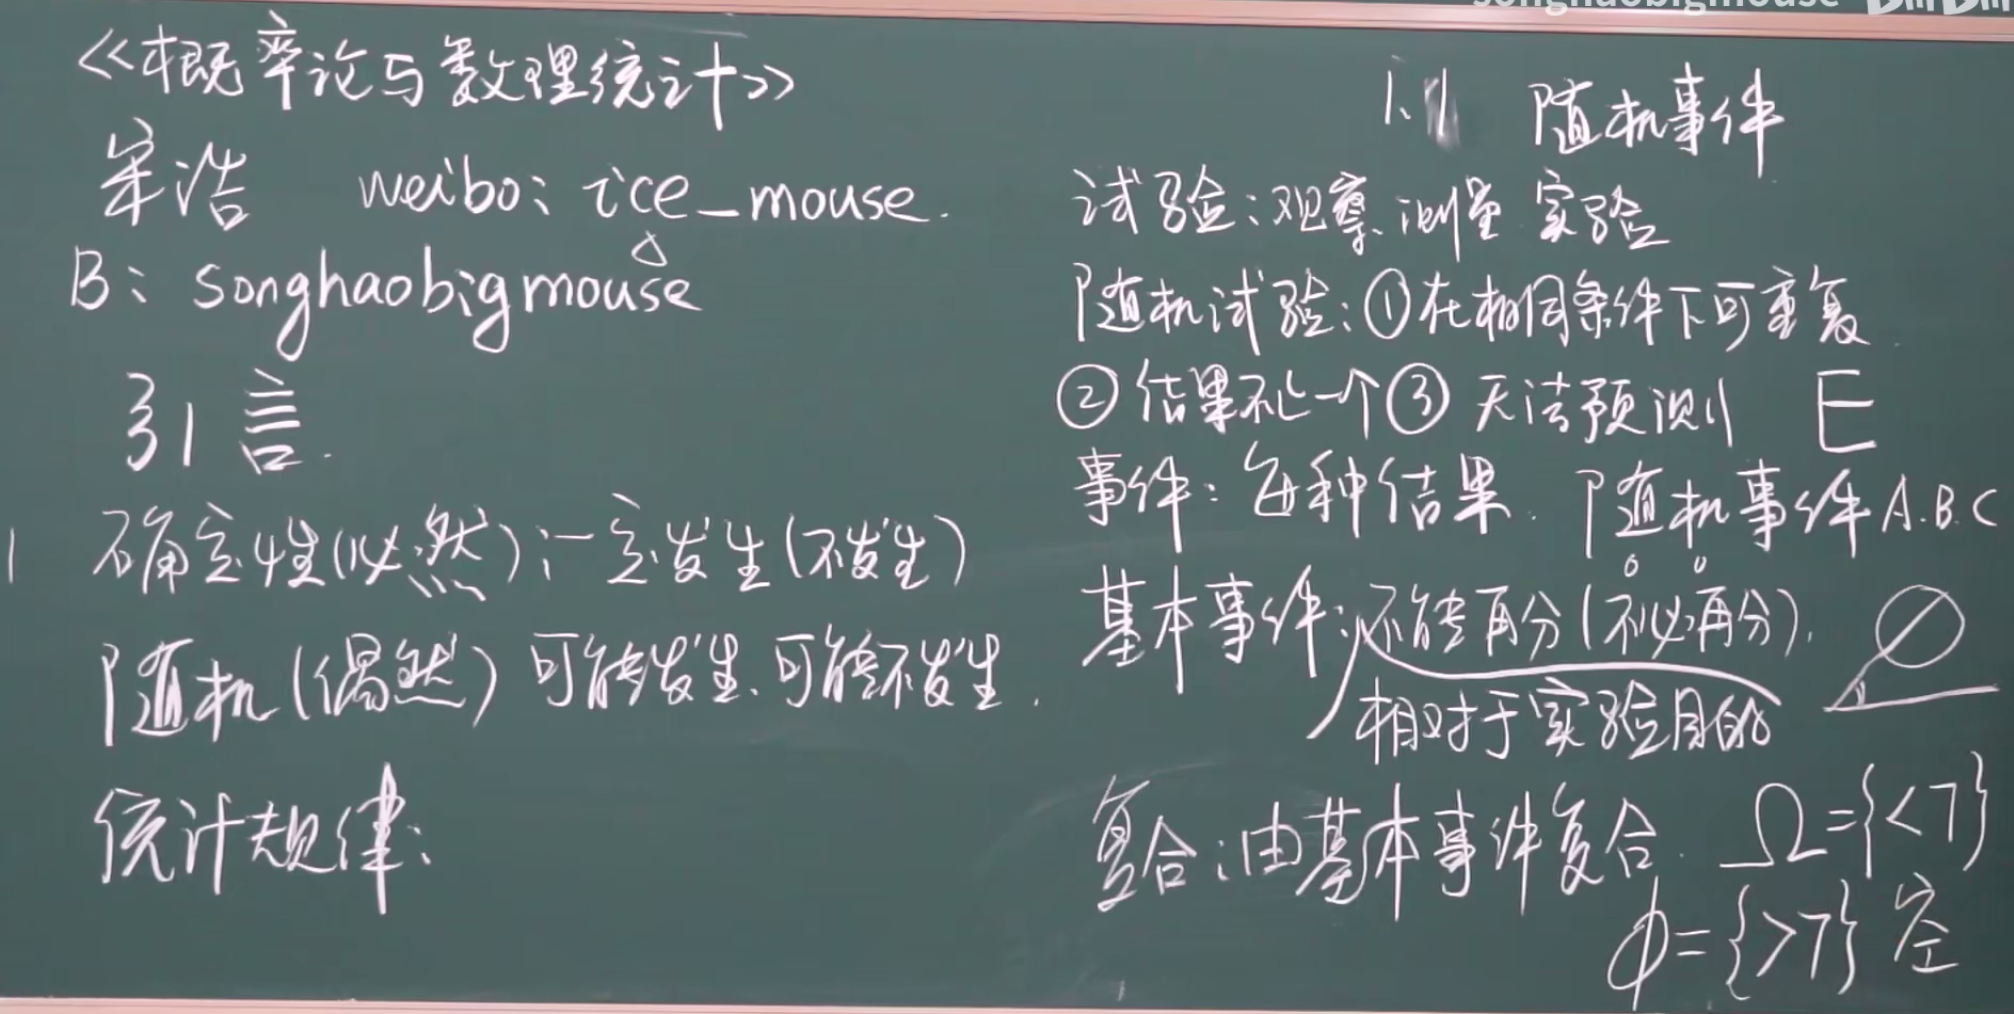 《概率论与数理统计》
宋浩 weibo: ice_mouse.
B: songhaobigmouse
引言.
1 确定性(必然): 一定发生(不发生)
随机(偶然) 可能发生、可能不发生.
统计规律:
songhaobigmouse
1.1 随机事件
试验: 观察.测量.实验
随机试验: ①在相同条件下可重复.
②结果不止一个 ③ 无法预测 E
事件: 每种结果. 随机事件 A.B.C
基本事件: 不能再分(不必再分).
相对于实验目的
复合: 由基本事件复合. Ω={<7}
Φ={>7} 空